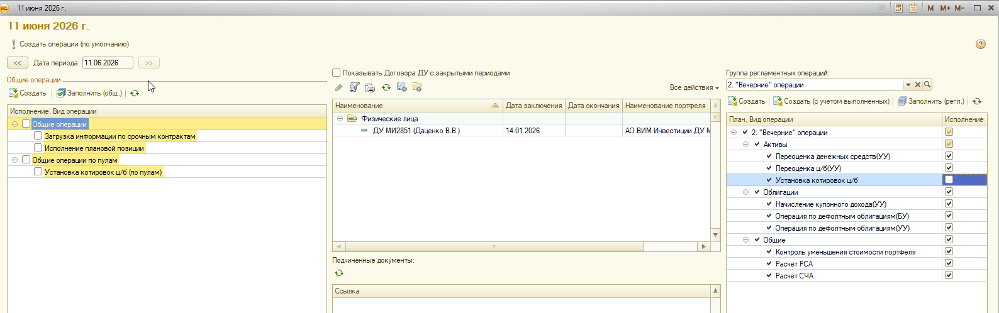 11 июня 2026 г.
M M+ M-
11 июня 2026 г.
Создать операции (по умолчанию)
?
<< Дата периода: 11.06.2026 >>
Общие операции
Создать Заполнить (общ.)
Исполнение, Вид операции
Общие операции
Загрузка информации по срочным контрактам
Исполнение плановой позиции
Общие операции по пулам
Установка котировок ц/б (по пулам)
Показывать Договора ДУ с закрытыми периодами
Все действия
Наименование Дата заключения Дата окончания Наименование портфеля
Физические лица
ДУ МИ2851 (Даценко В.В.) 14.01.2026 АО ВИМ Инвестиции ДУ М
Подчиненные документы:
Ссылка
Группа регламентных операций:
2. "Вечерние" операции
Создать Создать (с учетом выполненных) Заполнить (регл.)
План, Вид операции Исполнение
2. "Вечерние" операции
Активы
Переоценка денежных средств(УУ)
Переоценка ц/б(УУ)
Установка котировок ц/б
Облигации
Начисление купонного дохода(УУ)
Операция по дефолтным облигациям(БУ)
Операция по дефолтным облигациям(УУ)
Общие
Контроль уменьшения стоимости портфеля
Расчет РСА
Расчет СЧА